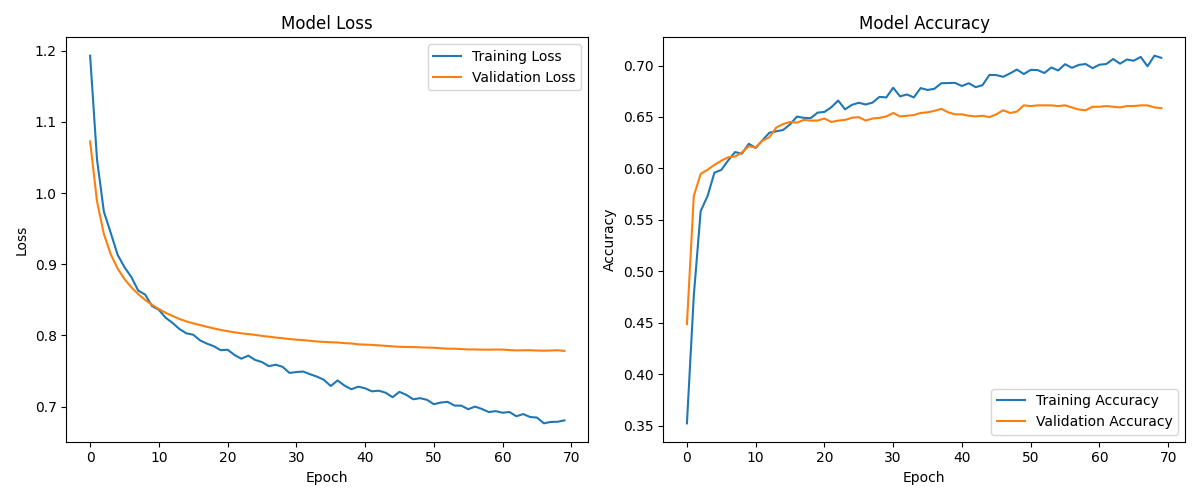 Model Loss
1.2
1.1
1.0
0.9
0.8
0.7
Loss
Training Loss
Validation Loss
0 10 20 30 40 50 60 70
Epoch
Model Accuracy
0.70
0.65
0.60
0.55
0.50
0.45
0.40
0.35
Accuracy
Training Accuracy
Validation Accuracy
0 10 20 30 40 50 60 70
Epoch